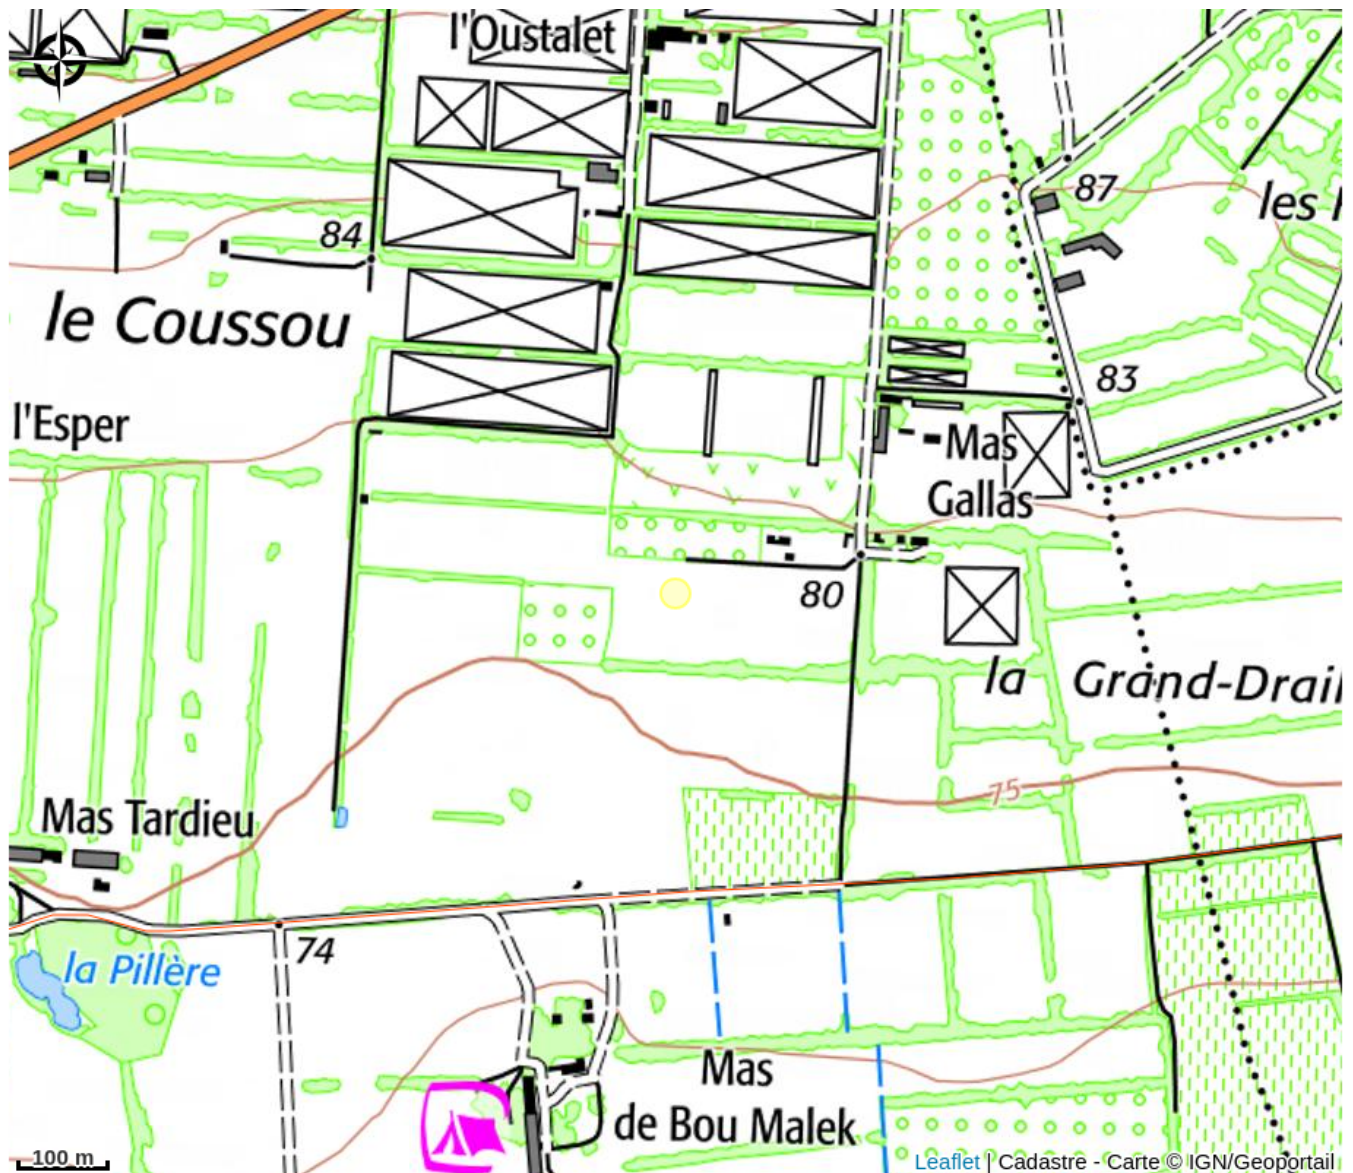 l'Oustalet
87
les
84
le Coussou
83
l'Esper
Mas
Gallas
80
la Grand-Drail
75
Mas Tardieu
74
la Pillère
Mas
de Bou Malek
100 m
Leaflet | Cadastre - Carte © IGN/Geoportail